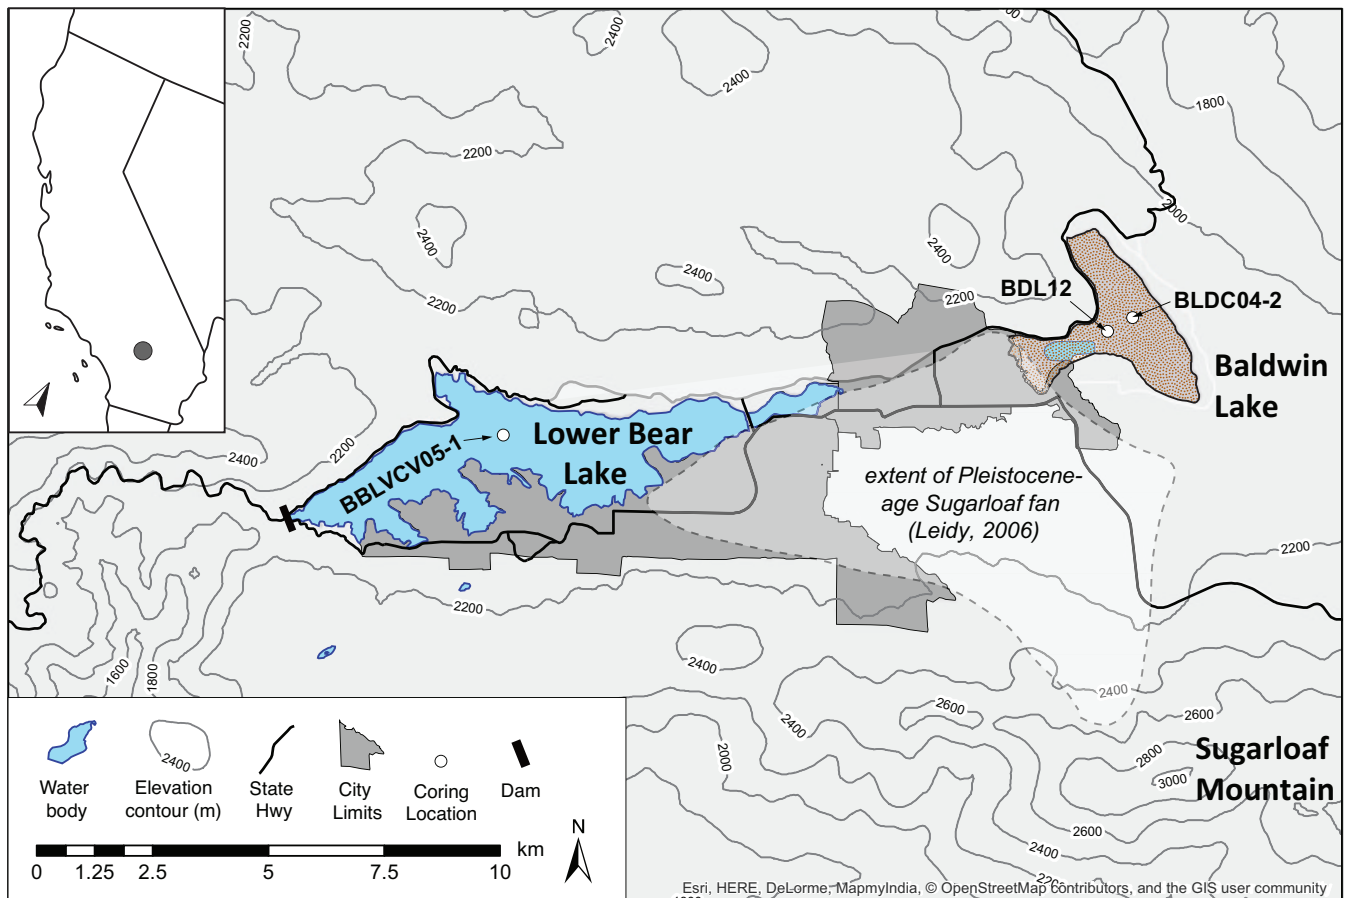 2200
2400
00
2400
1800
2200
2000
2400
2400
2400
2200
2200
BDL12
BLDC04-2
Baldwin
Lake
2200
2400
BBLVCV05-1
Lower Bear
Lake
extent of Pleistocene-
age Sugarloaf fan
(Leidy, 2006)
2200
2200
1600
1800
2400
2400
2600
2600
2400
2000
2800
3000
Sugarloaf
Mountain
2600
2400
Water
body
2400
Elevation
contour (m)
State
Hwy
City
Limits
Coring
Location
Dam
N
km
0
1.25
2.5
5
7.5
10
Esri, HERE, DeLorme, MapmyIndia, © OpenStreetMap contributors, and the GIS user community